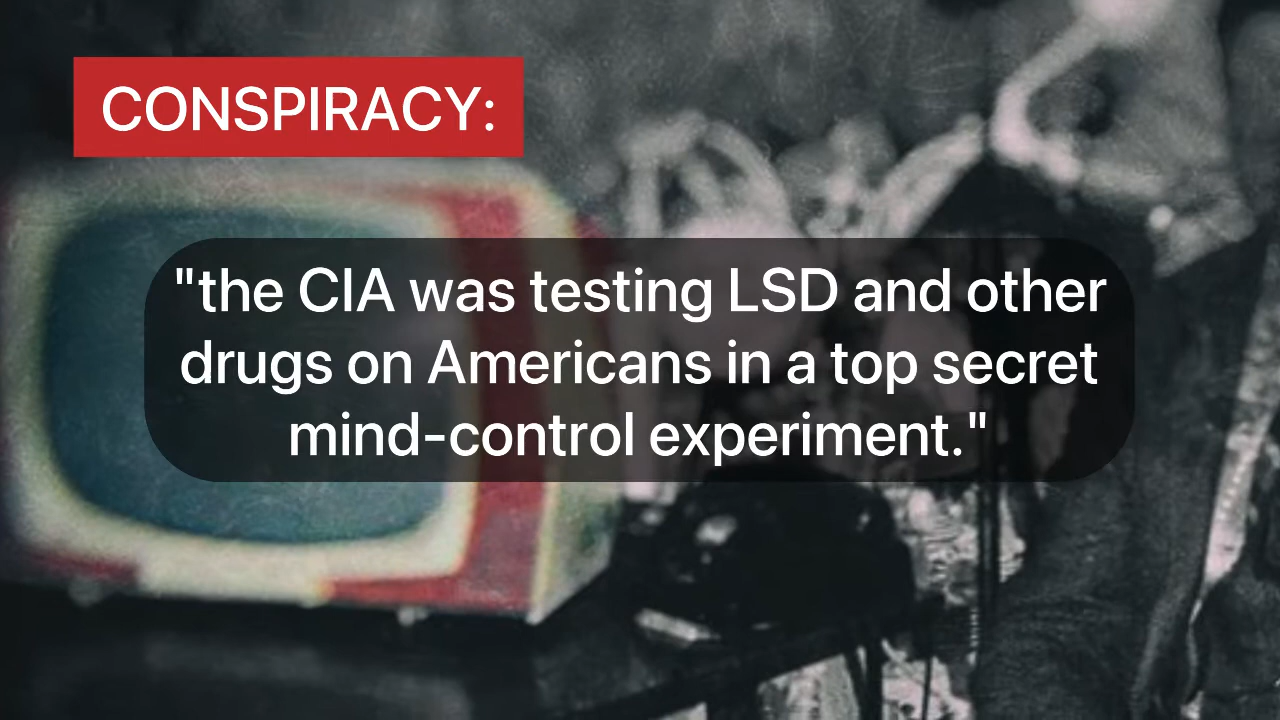 CONSPIRACY:
"the CIA was testing LSD and other
drugs on Americans in a top secret
mind-control experiment."